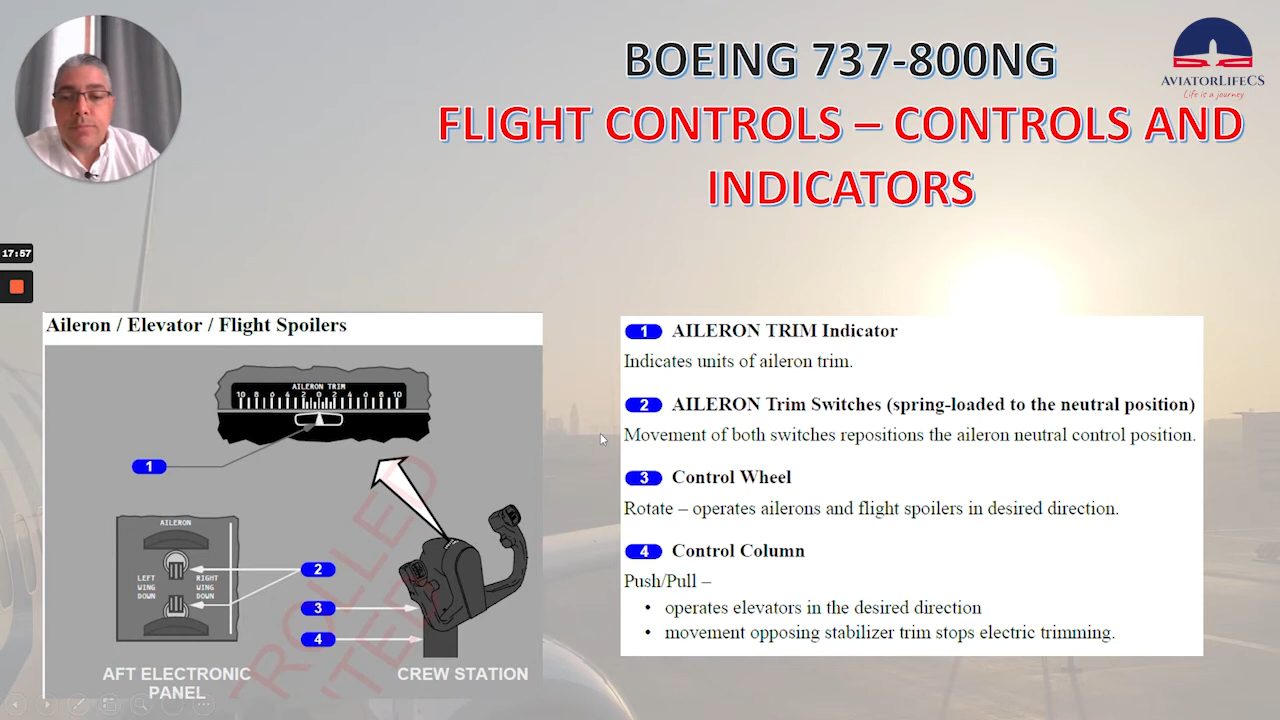 BOEING 737-800NG
FLIGHT CONTROLS – CONTROLS AND
INDICATORS
AVIATORLIFECS
Life is a journey
17:57
Aileron / Elevator / Flight Spoilers
AILERON TRIM
10 8 6 4 2 0 2 4 6 8 10
1
AILERON
LEFT
WING
DOWN
RIGHT
WING
DOWN
2
3
4
AFT ELECTRONIC
PANEL
CREW STATION
1 AILERON TRIM Indicator
Indicates units of aileron trim.
2 AILERON Trim Switches (spring-loaded to the neutral position)
Movement of both switches repositions the aileron neutral control position.
3 Control Wheel
Rotate – operates ailerons and flight spoilers in desired direction.
4 Control Column
Push/Pull –
• operates elevators in the desired direction
• movement opposing stabilizer trim stops electric trimming.